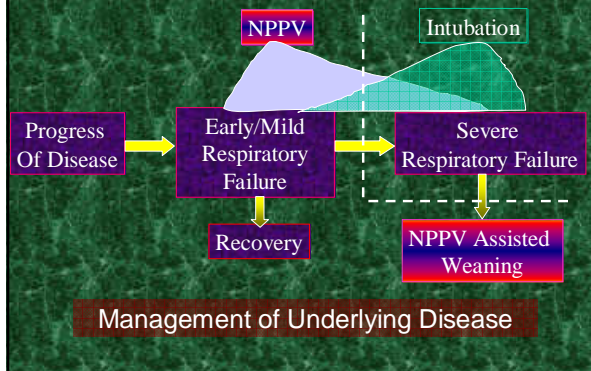 NPPV
Intubation
Progress
Of Disease
Early/Mild
Respiratory
Failure
Severe
Respiratory Failure
Recovery
NPPV Assisted
Weaning
Management of Underlying Disease